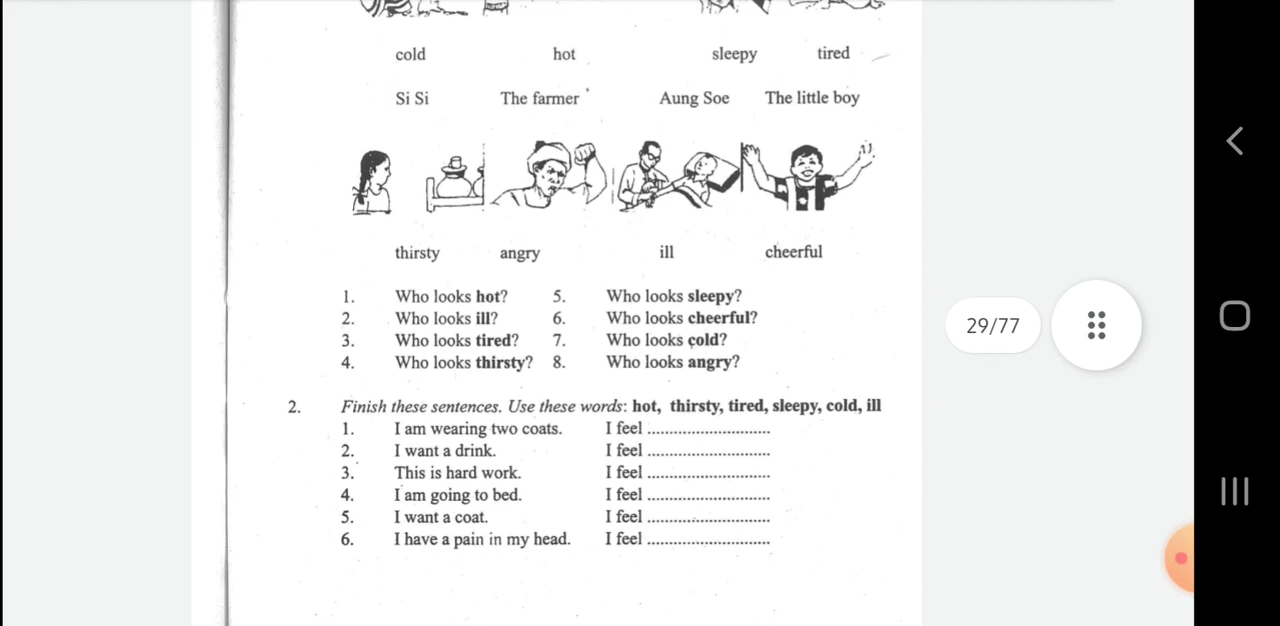 cold hot sleepy tired
Si Si The farmer Aung Soe The little boy
thirsty angry ill cheerful
1. Who looks hot? 5. Who looks sleepy?
2. Who looks ill? 6. Who looks cheerful?
3. Who looks tired? 7. Who looks cold?
4. Who looks thirsty? 8. Who looks angry?
29/77
2. Finish these sentences. Use these words: hot, thirsty, tired, sleepy, cold, ill
1. I am wearing two coats. I feel ............................
2. I want a drink. I feel ............................
3. This is hard work. I feel ............................
4. I am going to bed. I feel ............................
5. I want a coat. I feel ............................
6. I have a pain in my head. I feel ............................